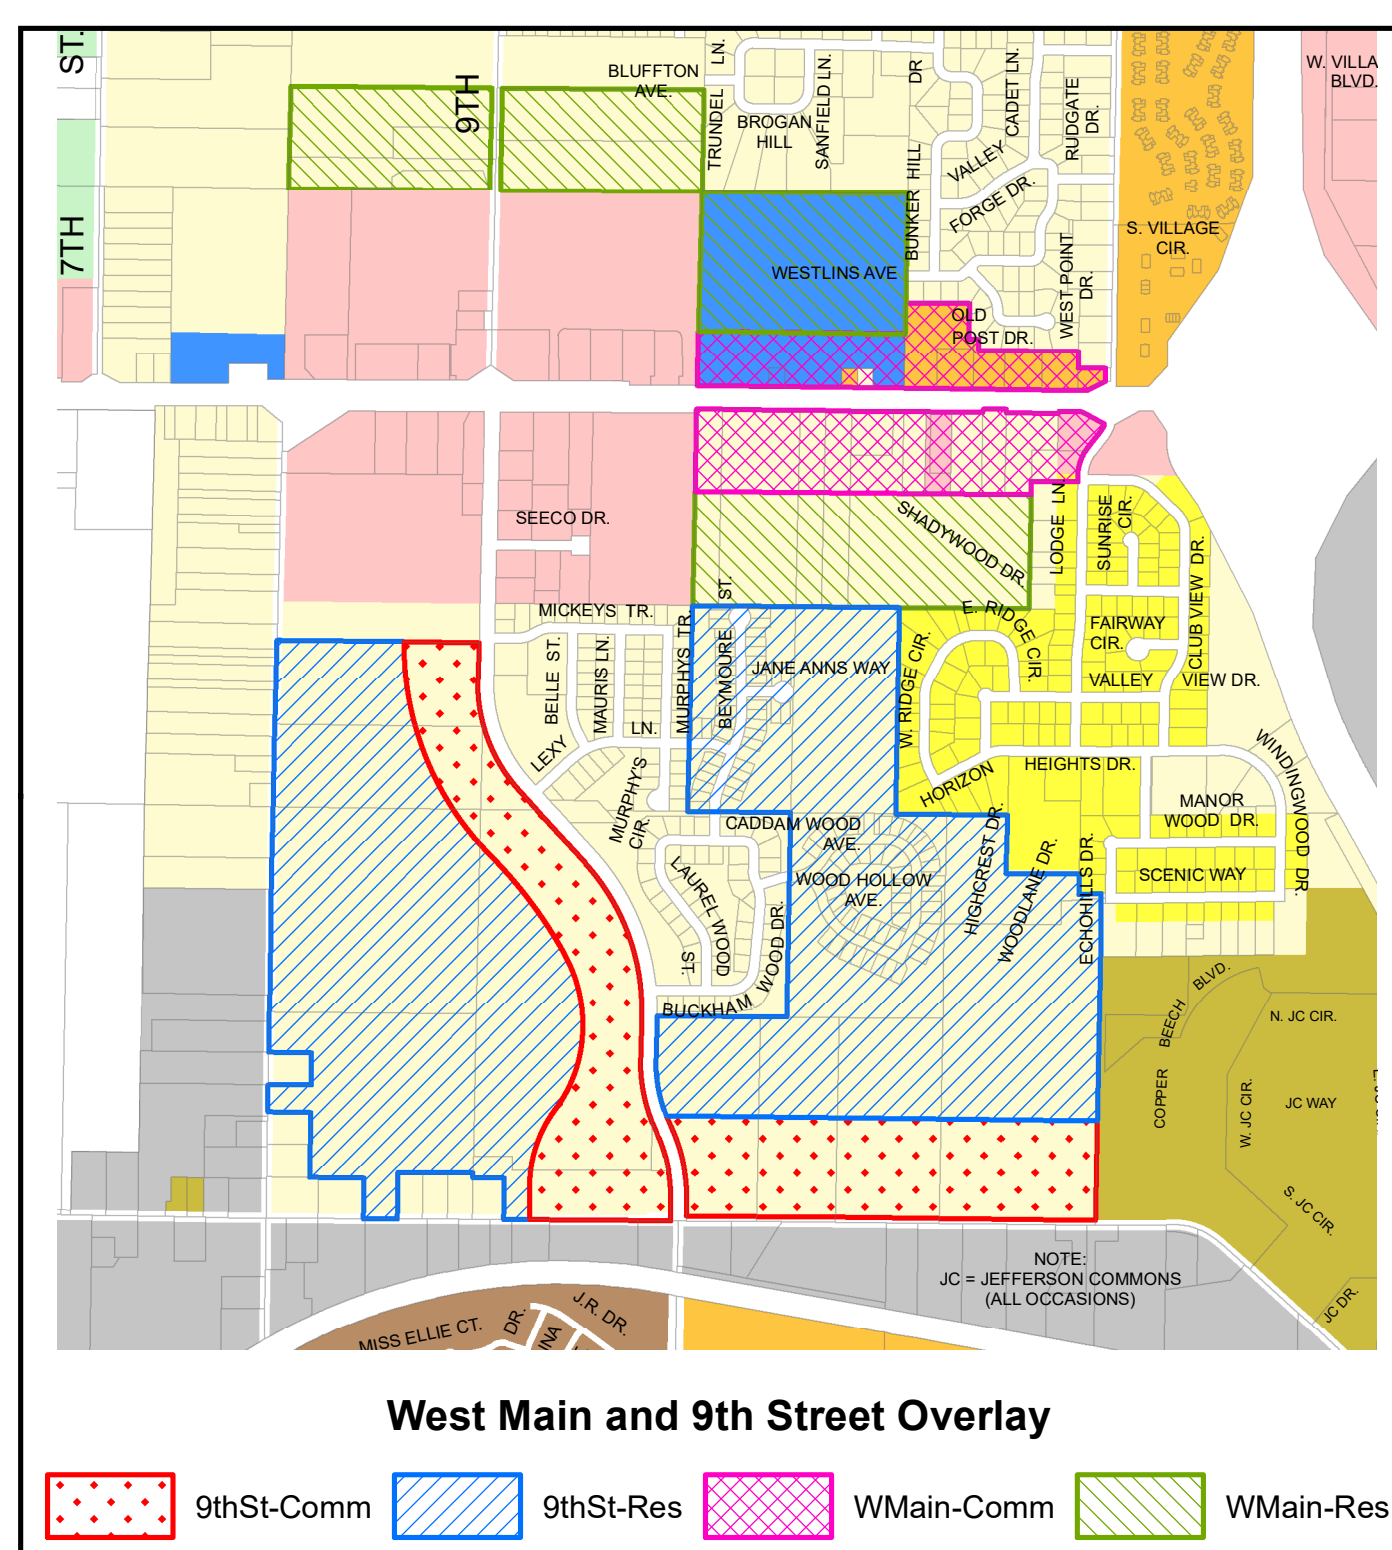 ST.
7TH
9TH
BLUFFTON
AVE.
TRUNDEL LN.
BROGAN
HILL
SANFIELD LN.
BUNKER HILL DR
CADET LN.
RUDGATE
DR.
VALLEY
FORGE DR.
W. VILLA
BLVD.
S. VILLAGE
CIR.
WEST POINT
DR.
WESTLINS AVE
OLD
POST DR.
SEECO DR.
SHADYWOOD DR.
LODGE LN.
SUNRISE
CIR.
CLUB VIEW DR.
FAIRWAY
CIR.
VALLEY VIEW DR.
MICKEYS TR.
BELLE ST.
MAURIS LN.
MURPHYS TR.
BEYMOURE ST.
JANE ANNS WAY
W. RIDGE CIR.
E. RIDGE CIR.
LEXY LN.
HORIZON
HEIGHTS DR.
WINDINGWOOD DR.
MURPHY'S
CIR.
CADDAM WOOD
AVE.
MANOR
WOOD DR.
WOOD HOLLOW
AVE.
HIGHCREST DR.
WOODLANE DR.
ECHOHILLS DR.
SCENIC WAY
LAUREL WOOD
ST.
BUCKHAM WOOD DR.
COPPER BEECH BLVD.
N. JC CIR.
W. JC CIR.
JC WAY
S. JC CIR.
JC DR.
NOTE:
JC = JEFFERSON COMMONS
(ALL OCCASIONS)
J.R. DR.
MISS ELLIE CT.
DR.
West Main and 9th Street Overlay
9thSt-Comm
9thSt-Res
WMain-Comm
WMain-Res